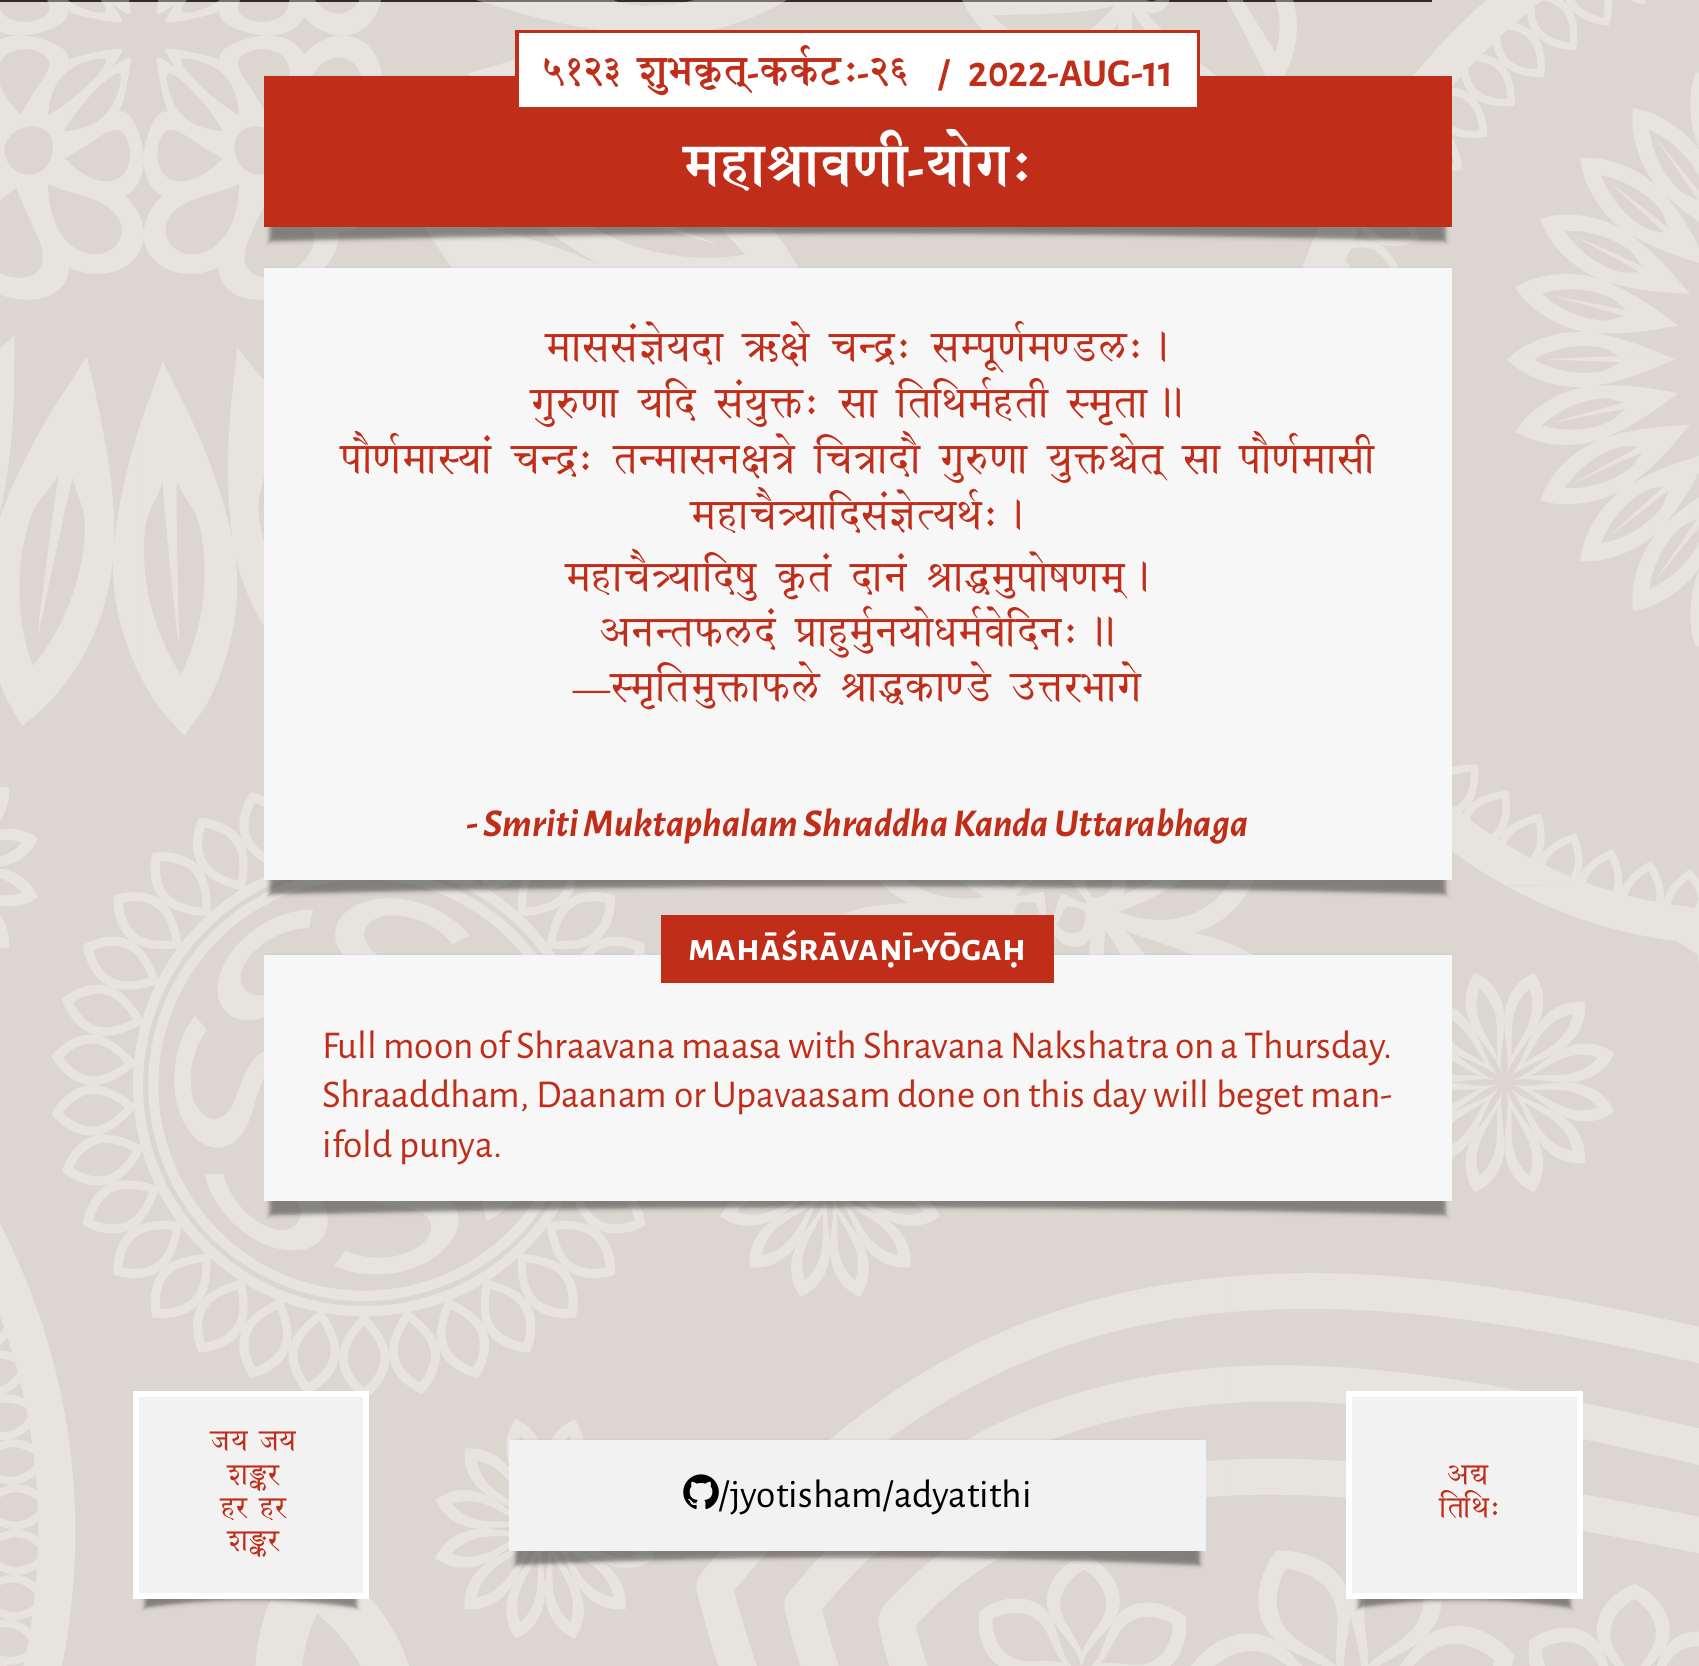 ५१२३ शुभकृत्-कर्कटः-२६ / 2022-AUG-11
महाश्रावणी-योगः
माससंज्ञेयदा ऋक्षे चन्द्रः सम्पूर्णमण्डलः ।
गुरुणा यदि संयुक्तः सा तिथिर्महती स्मृता ॥
पौर्णमास्यां चन्द्रः तन्मासनक्षत्रे चित्रादौ गुरुणा युक्तश्चेत् सा पौर्णमासी
महाचैत्र्यादिसंज्ञेत्यर्थः ।
महाचैत्र्यादिषु कृतं दानं श्राद्धमुपोषणम् ।
अनन्तफलदं प्राहुर्मुनयोधर्मवेदिनः ॥
—स्मृतिमुक्ताफले श्राद्धकाण्डे उत्तरभागे
- Smriti Muktaphalam Shraddha Kanda Uttarabhaga
MAHĀŚRĀVAṆĪ-YŌGAḤ
Full moon of Shraavana maasa with Shravana Nakshatra on a Thursday.
Shraaddham, Daanam or Upavaasam done on this day will beget man-
ifold punya.
जय जय
शङ्कर
हर हर
शङ्कर
/jyotisham/adyatithi
अद्य
तिथिः